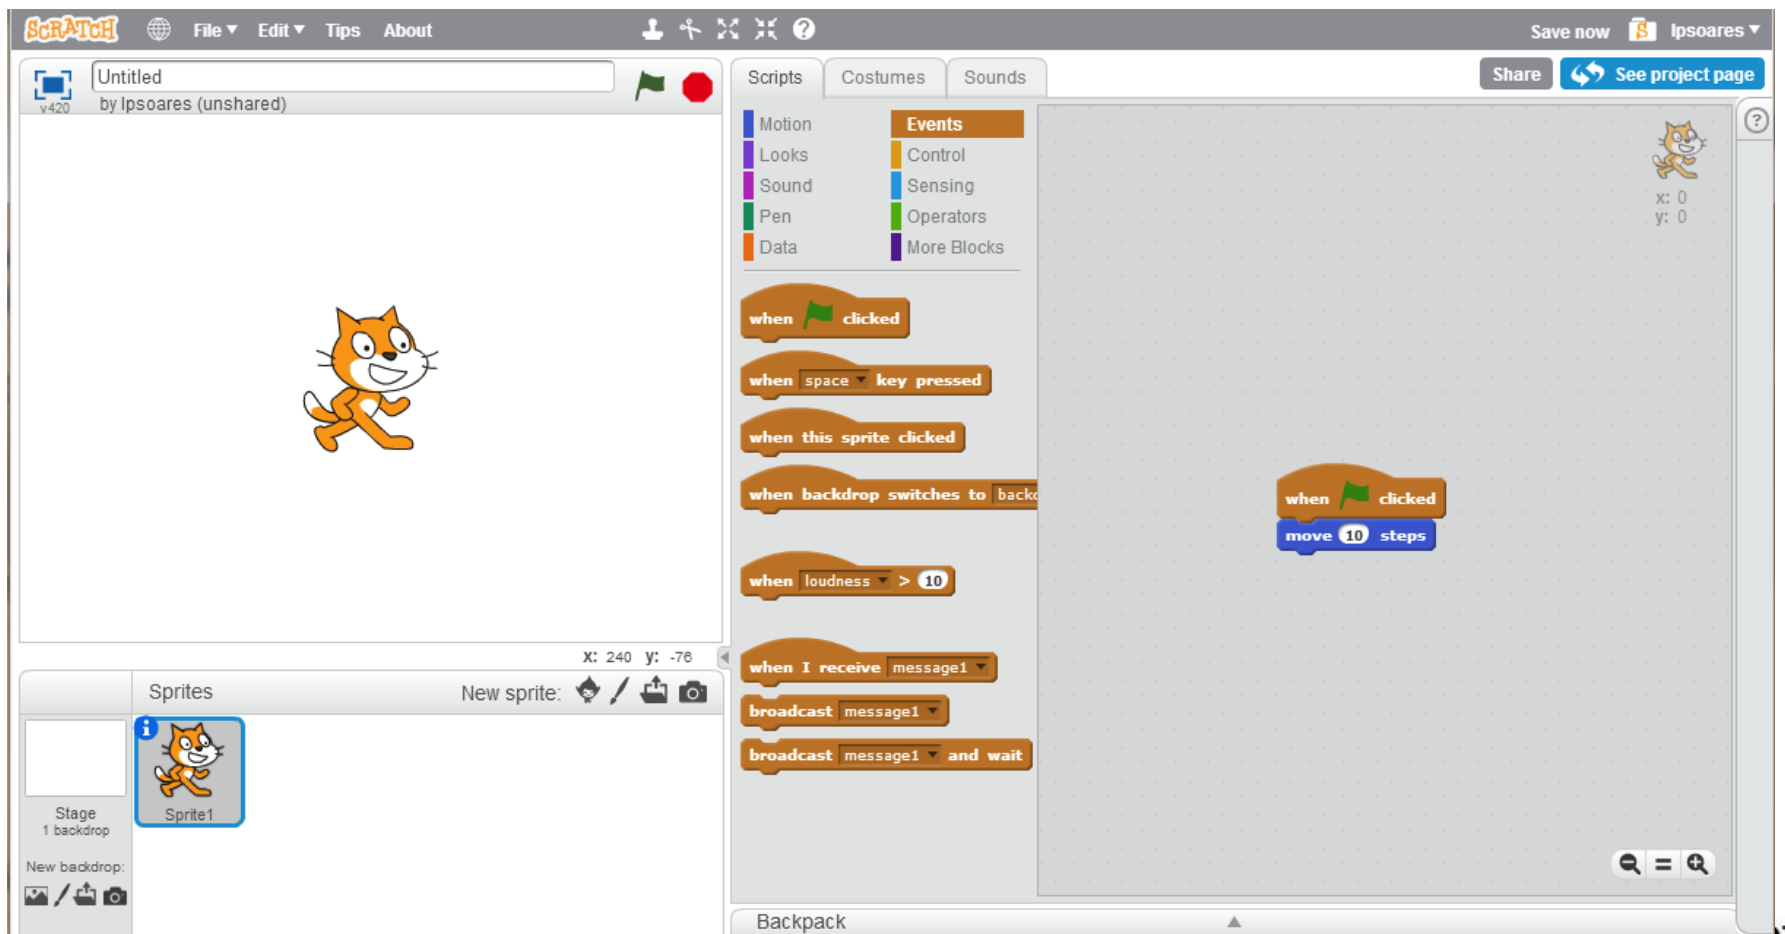 SCRATCH File Edit Tips About Save now S lpsoares
v420
Untitled
by lpsoares (unshared)
Scripts Costumes Sounds
Share See project page
Motion Events
Looks Control
Sound Sensing
Pen Operators
Data More Blocks
x: 0
y: 0
when clicked
when space key pressed
when this sprite clicked
when backdrop switches to backd
when loudness > 10
when I receive message1
broadcast message1
broadcast message1 and wait
when clicked
move 10 steps
X: 240 y: -76
Sprites New sprite:
Sprite1
Stage
1 backdrop
New backdrop:
Backpack